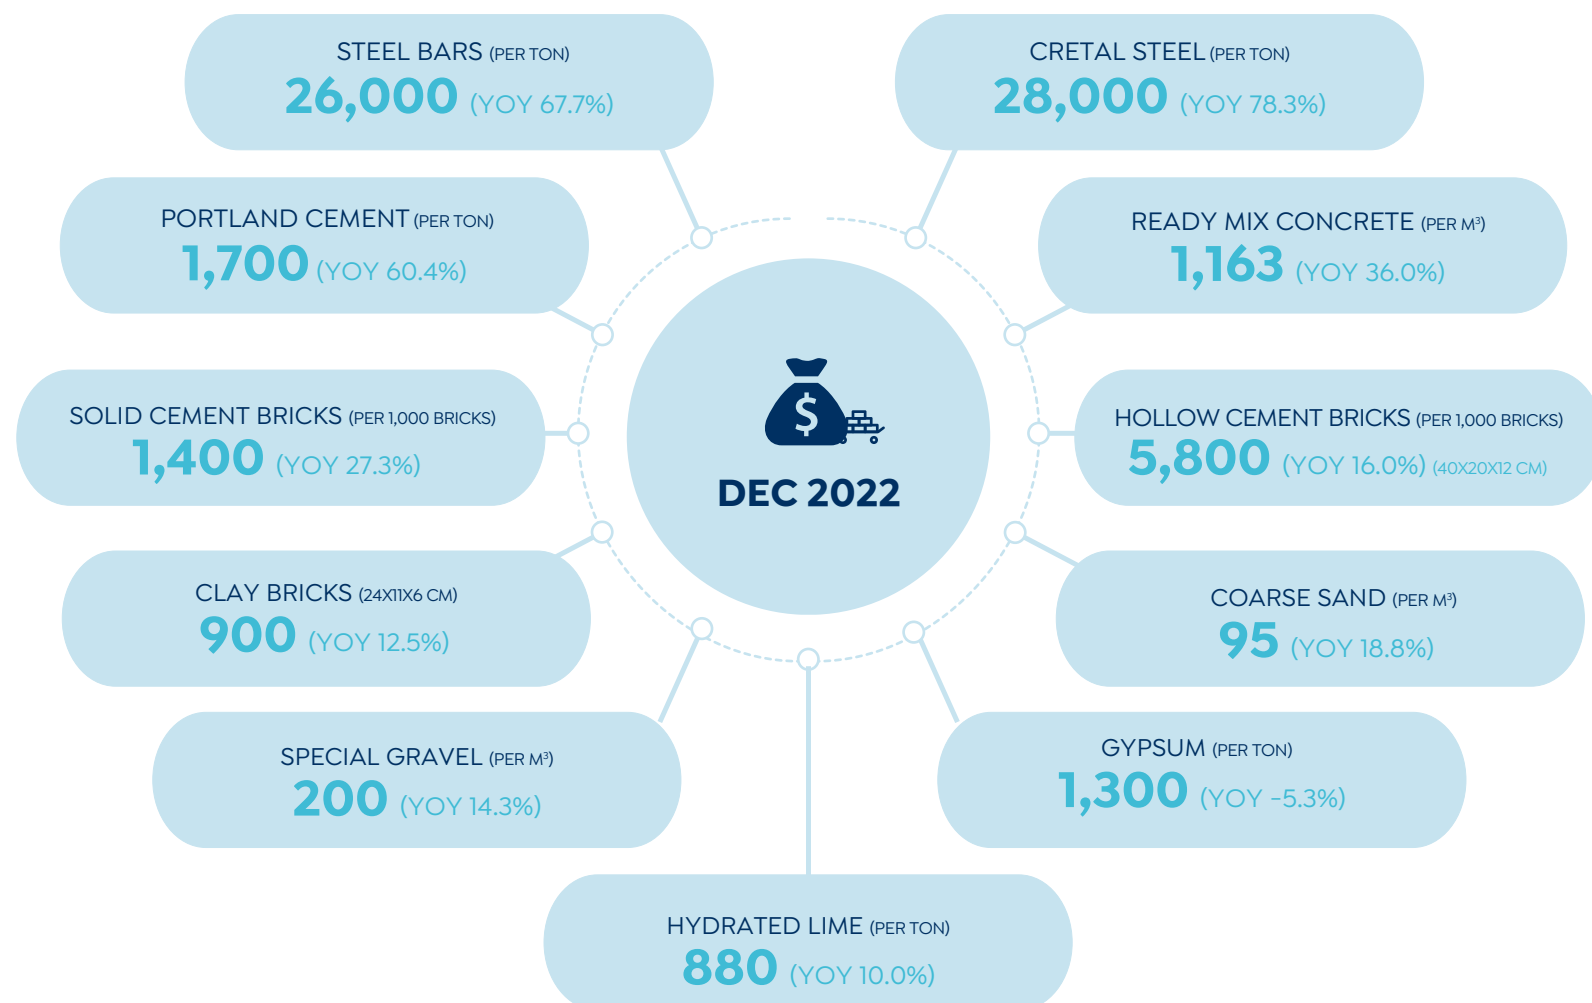 STEEL BARS (PER TON)
26,000 (YOY 67.7%)
CRETAL STEEL (PER TON)
28,000 (YOY 78.3%)
PORTLAND CEMENT (PER TON)
1,700 (YOY 60.4%)
READY MIX CONCRETE (PER M³)
1,163 (YOY 36.0%)
SOLID CEMENT BRICKS (PER 1,000 BRICKS)
1,400 (YOY 27.3%)
HOLLOW CEMENT BRICKS (PER 1,000 BRICKS)
5,800 (YOY 16.0%) (40X20X12 CM)
$
DEC 2022
CLAY BRICKS (24X11X6 CM)
900 (YOY 12.5%)
COARSE SAND (PER M³)
95 (YOY 18.8%)
SPECIAL GRAVEL (PER M³)
200 (YOY 14.3%)
GYPSUM (PER TON)
1,300 (YOY -5.3%)
HYDRATED LIME (PER TON)
880 (YOY 10.0%)